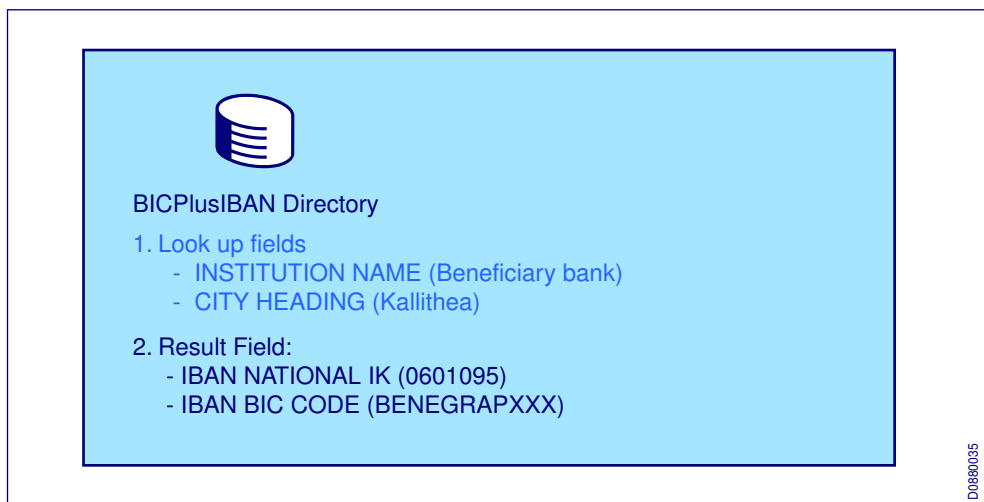 BICPlusIBAN Directory
1. Look up fields
- INSTITUTION NAME (Beneficiary bank)
- CITY HEADING (Kallithea)
2. Result Field:
- IBAN NATIONAL IK (0601095)
- IBAN BIC CODE (BENEGRAPXXX)
D0880035